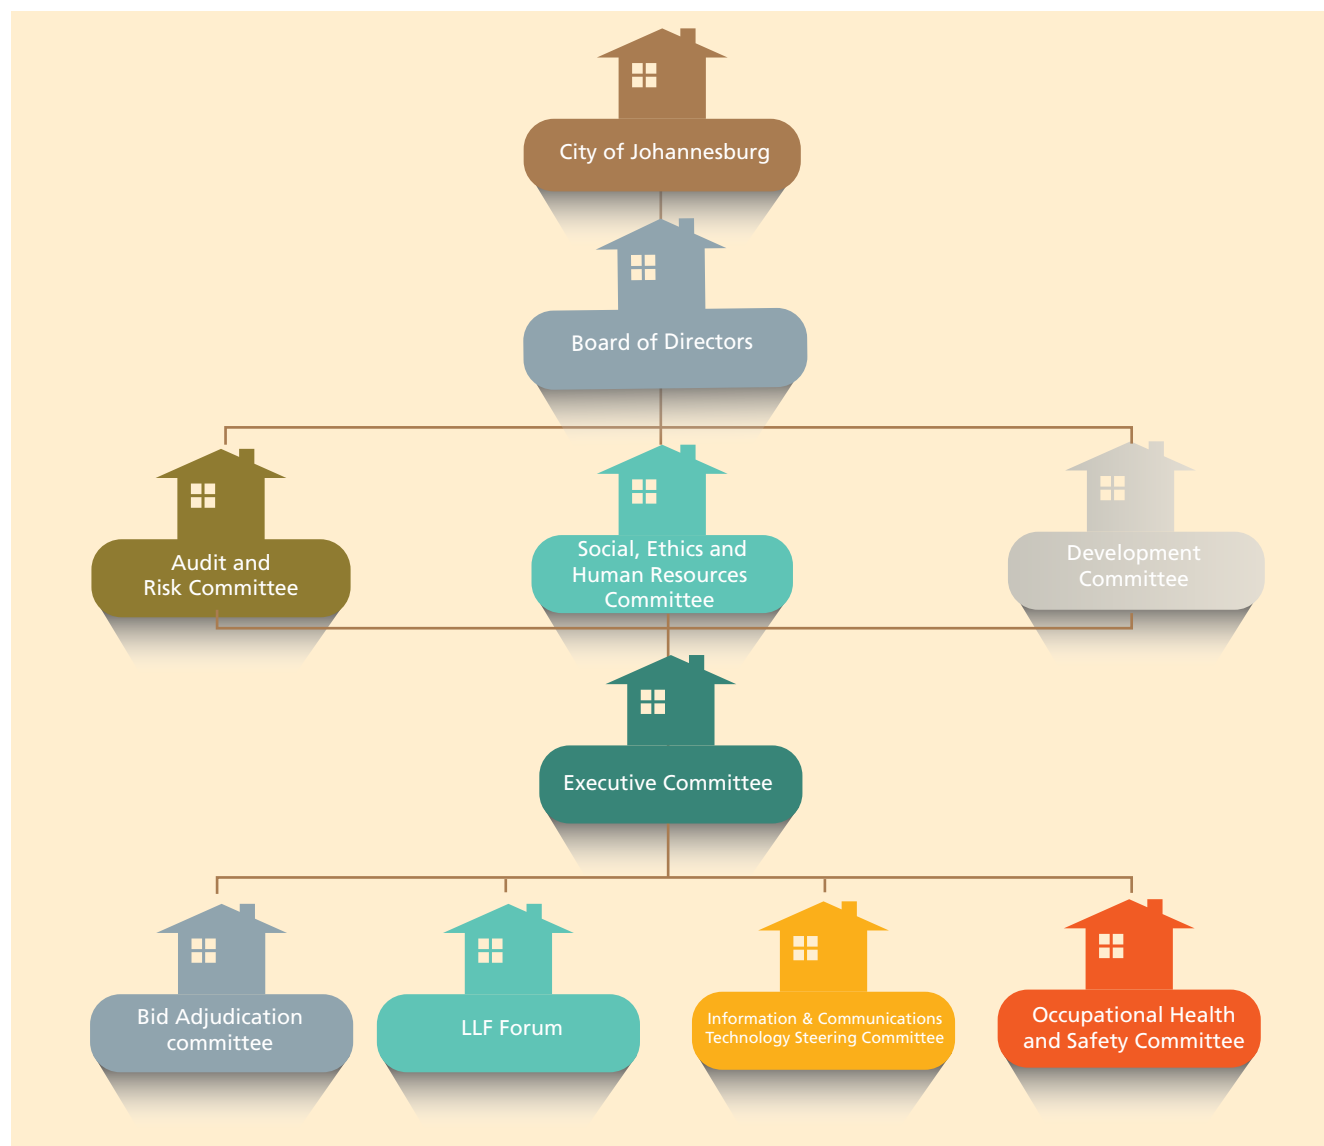 City of Johannesburg
Board of Directors
Audit and
Risk Committee
Social, Ethics and
Human Resources
Committee
Development
Committee
Executive Committee
Bid Adjudication
committee
LLF Forum
Information & Communications
Technology Steering Committee
Occupational Health
and Safety Committee